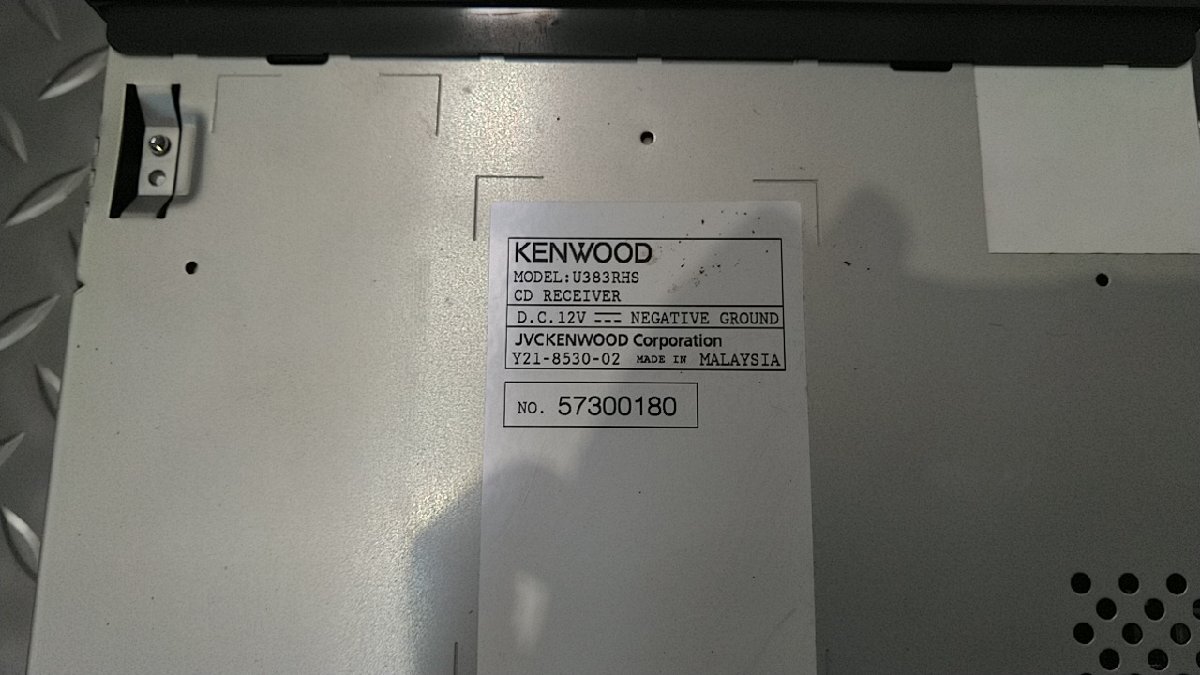 KENWOOD
MODEL:U383RHS
CD RECEIVER
D.C.12V NEGATIVE GROUND
JVCKENWOOD Corporation
Y21-8530-02 MADE IN MALAYSIA
NO. 57300180